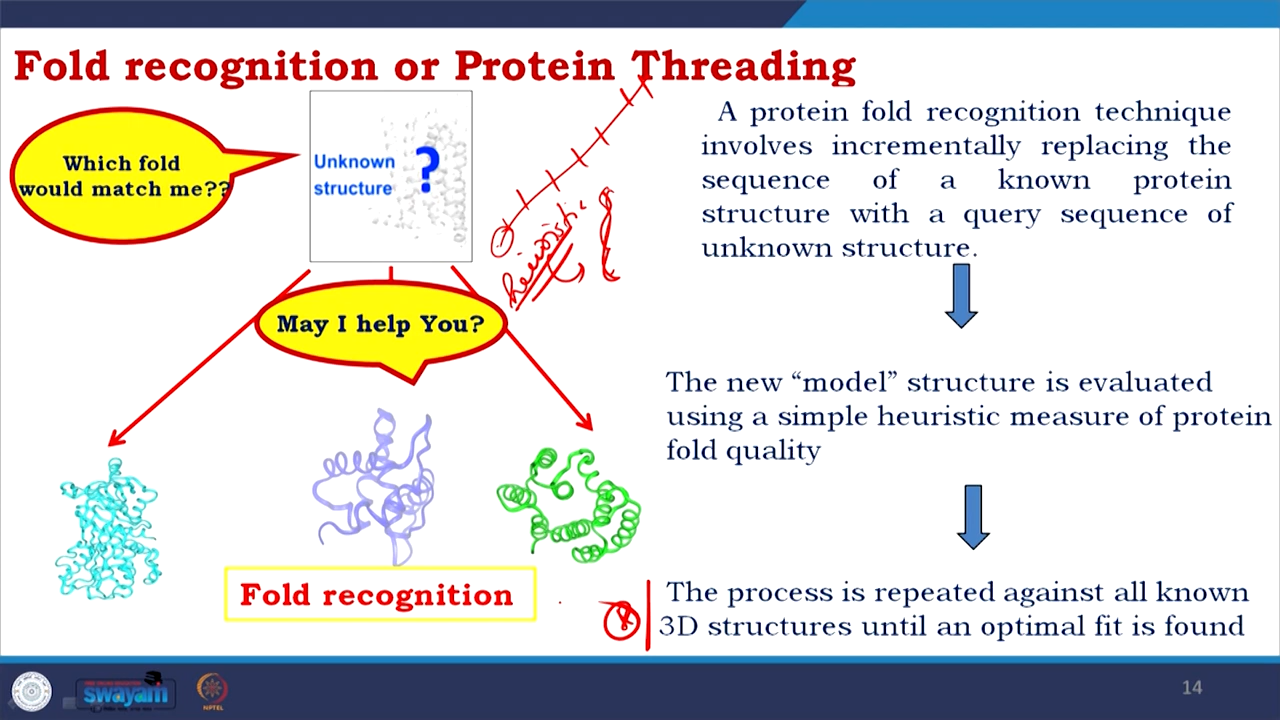 Fold recognition or Protein Threading
Which fold
would match me??
Unknown
structure
?
heuristic
May I help You?
Fold recognition
A protein fold recognition technique
involves incrementally replacing the
sequence of a known protein
structure with a query sequence of
unknown structure.
The new “model” structure is evaluated
using a simple heuristic measure of protein
fold quality
The process is repeated against all known
3D structures until an optimal fit is found
swayam
NPTEL
14